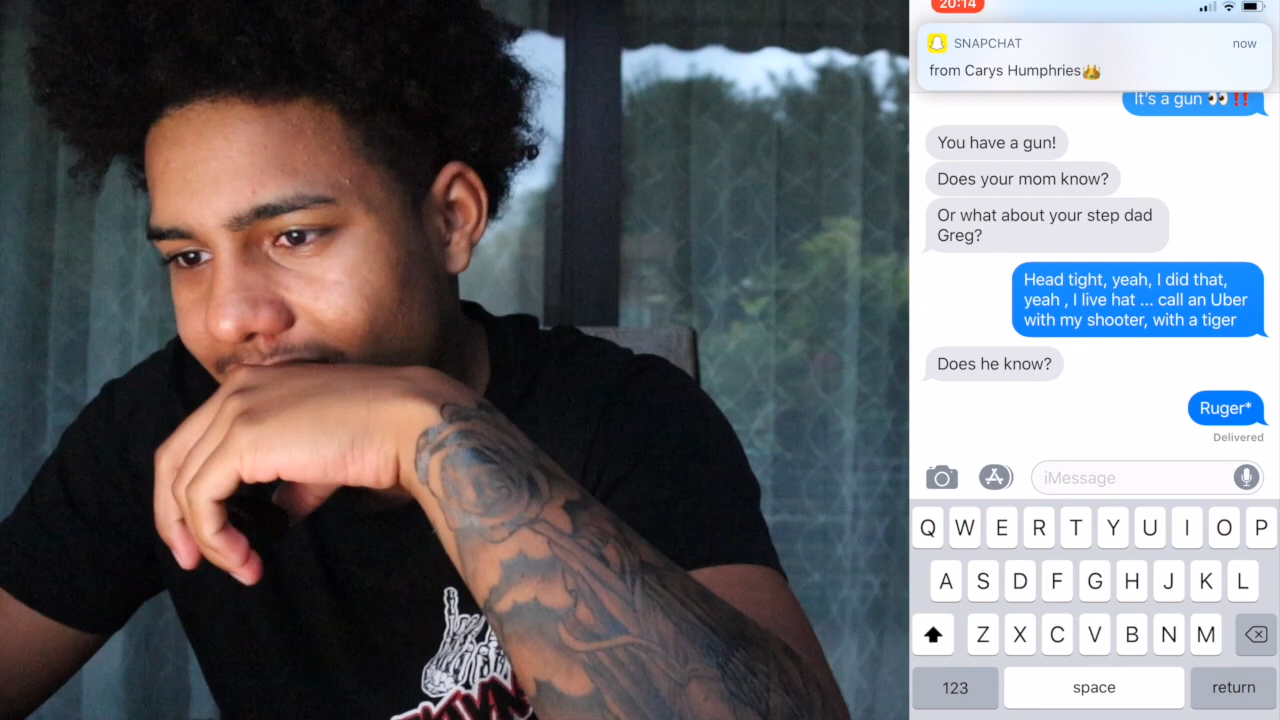 20:14
SNAPCHAT
now
from Carys Humphries👑
It's a gun 👀‼️
You have a gun!
Does your mom know?
Or what about your step dad
Greg?
Head tight, yeah, I did that,
yeah , I live hat ... call an Uber
with my shooter, with a tiger
Does he know?
Ruger*
Delivered
iMessage
Q W E R T Y U I O P
A S D F G H J K L
Z X C V B N M
123 space return